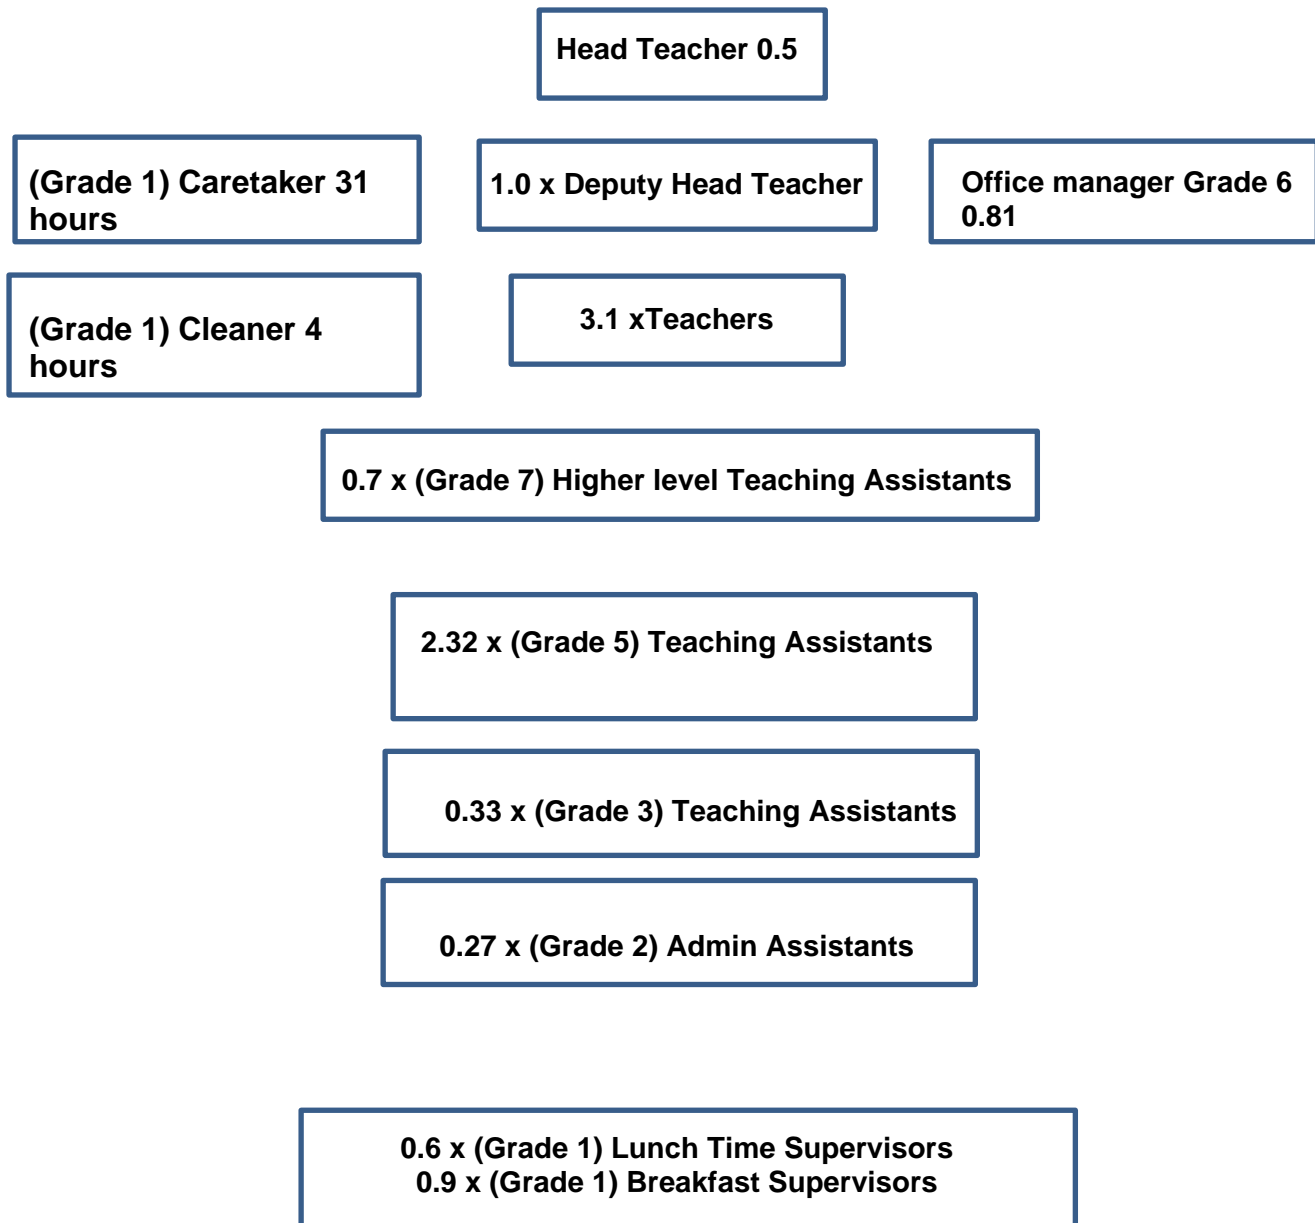 Head Teacher 0.5
(Grade 1) Caretaker 31
hours
1.0 x Deputy Head Teacher
Office manager Grade 6
0.81
(Grade 1) Cleaner 4
hours
3.1 xTeachers
0.7 x (Grade 7) Higher level Teaching Assistants
2.32 x (Grade 5) Teaching Assistants
0.33 x (Grade 3) Teaching Assistants
0.27 x (Grade 2) Admin Assistants
0.6 x (Grade 1) Lunch Time Supervisors
0.9 x (Grade 1) Breakfast Supervisors